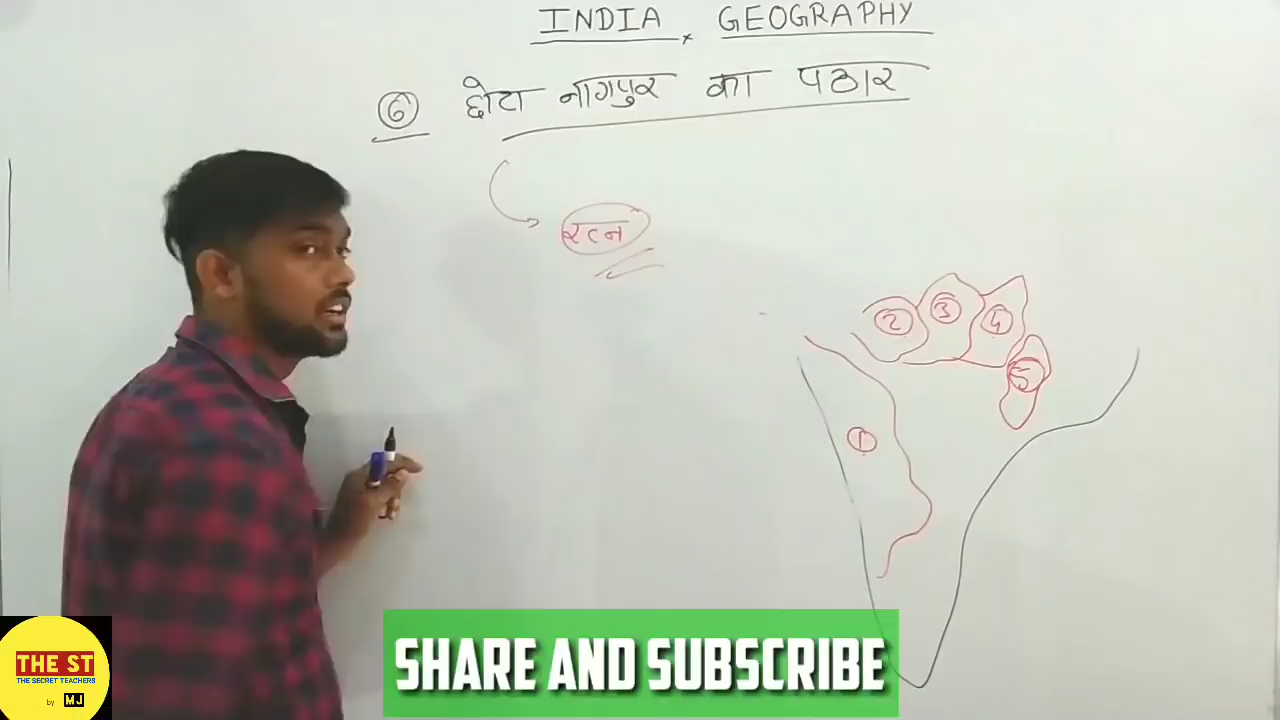 INDIA GEOGRAPHY
6 छोटा नागपुर का पठार
रत्न
2 3 4
5
1
SHARE AND SUBSCRIBE
THE ST
THE SECRET TEACHERS
by MJ